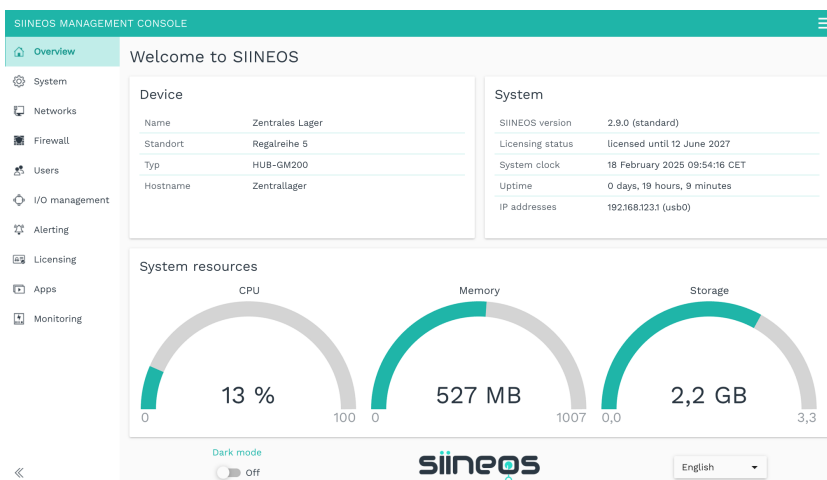 SIINEOS MANAGEMENT CONSOLE
Overview
System
Networks
Firewall
Users
I/O management
Alerting
Licensing
Apps
Monitoring
Welcome to SIINEOS
Device
Name Zentrales Lager
Standort Regalreihe 5
Typ HUB-GM200
Hostname Zentrallager
System
SIINEOS version 2.9.0 (standard)
Licensing status licensed until 12 June 2027
System clock 18 February 2025 09:54:16 CET
Uptime 0 days, 19 hours, 9 minutes
IP addresses 192.168.123.1 (usb0)
System resources
CPU
13 %
0 100
Memory
527 MB
0 1007
Storage
2,2 GB
0,0 3,3
Dark mode
Off
siineos
English